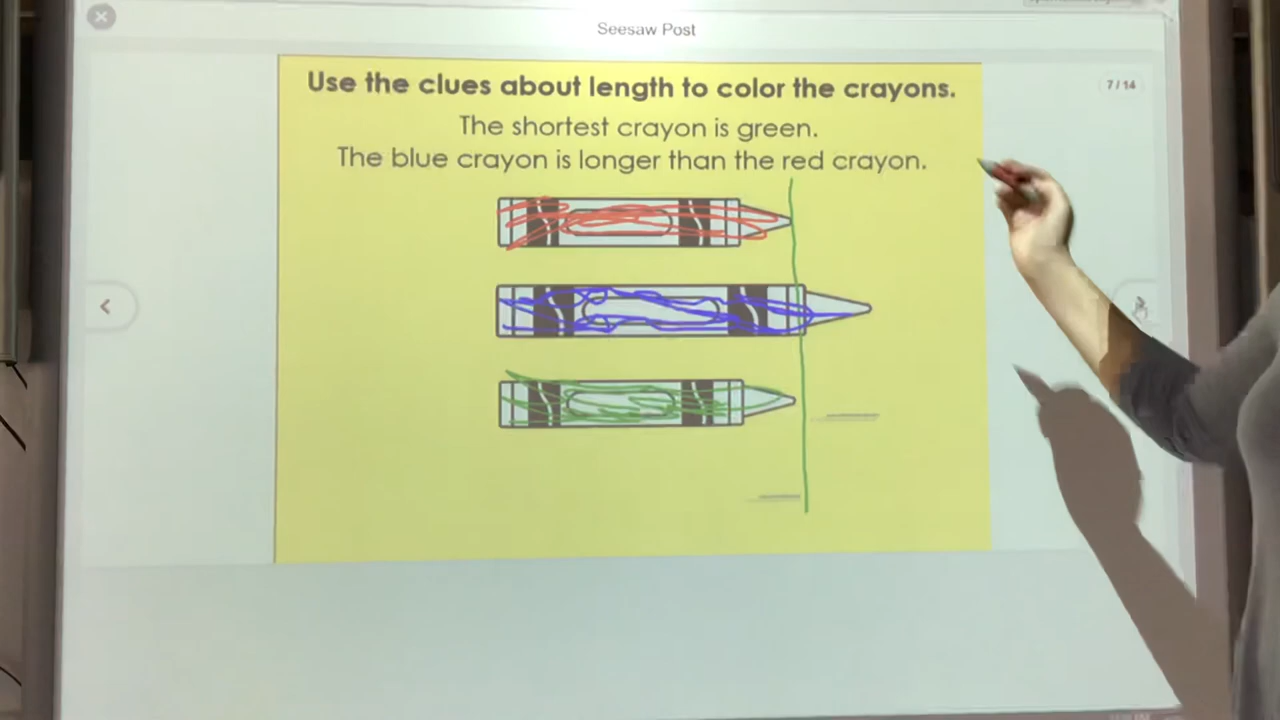 Seesaw Post
Use the clues about length to color the crayons.
7/14
The shortest crayon is green.
The blue crayon is longer than the red crayon.